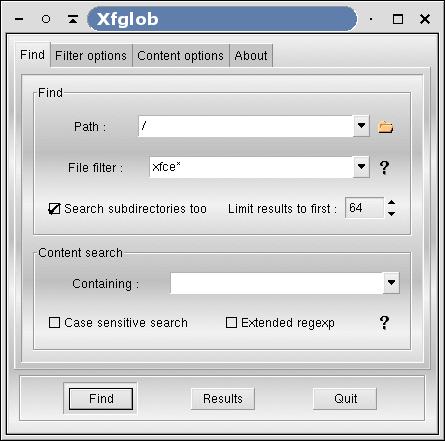 Xfglob
Find Filter options Content options About
Find
Path : /
File filter : xfce* ?
Search subdirectories too Limit results to first : 64
Content search
Containing :
Case sensitive search Extended regexp ?
Find Results Quit